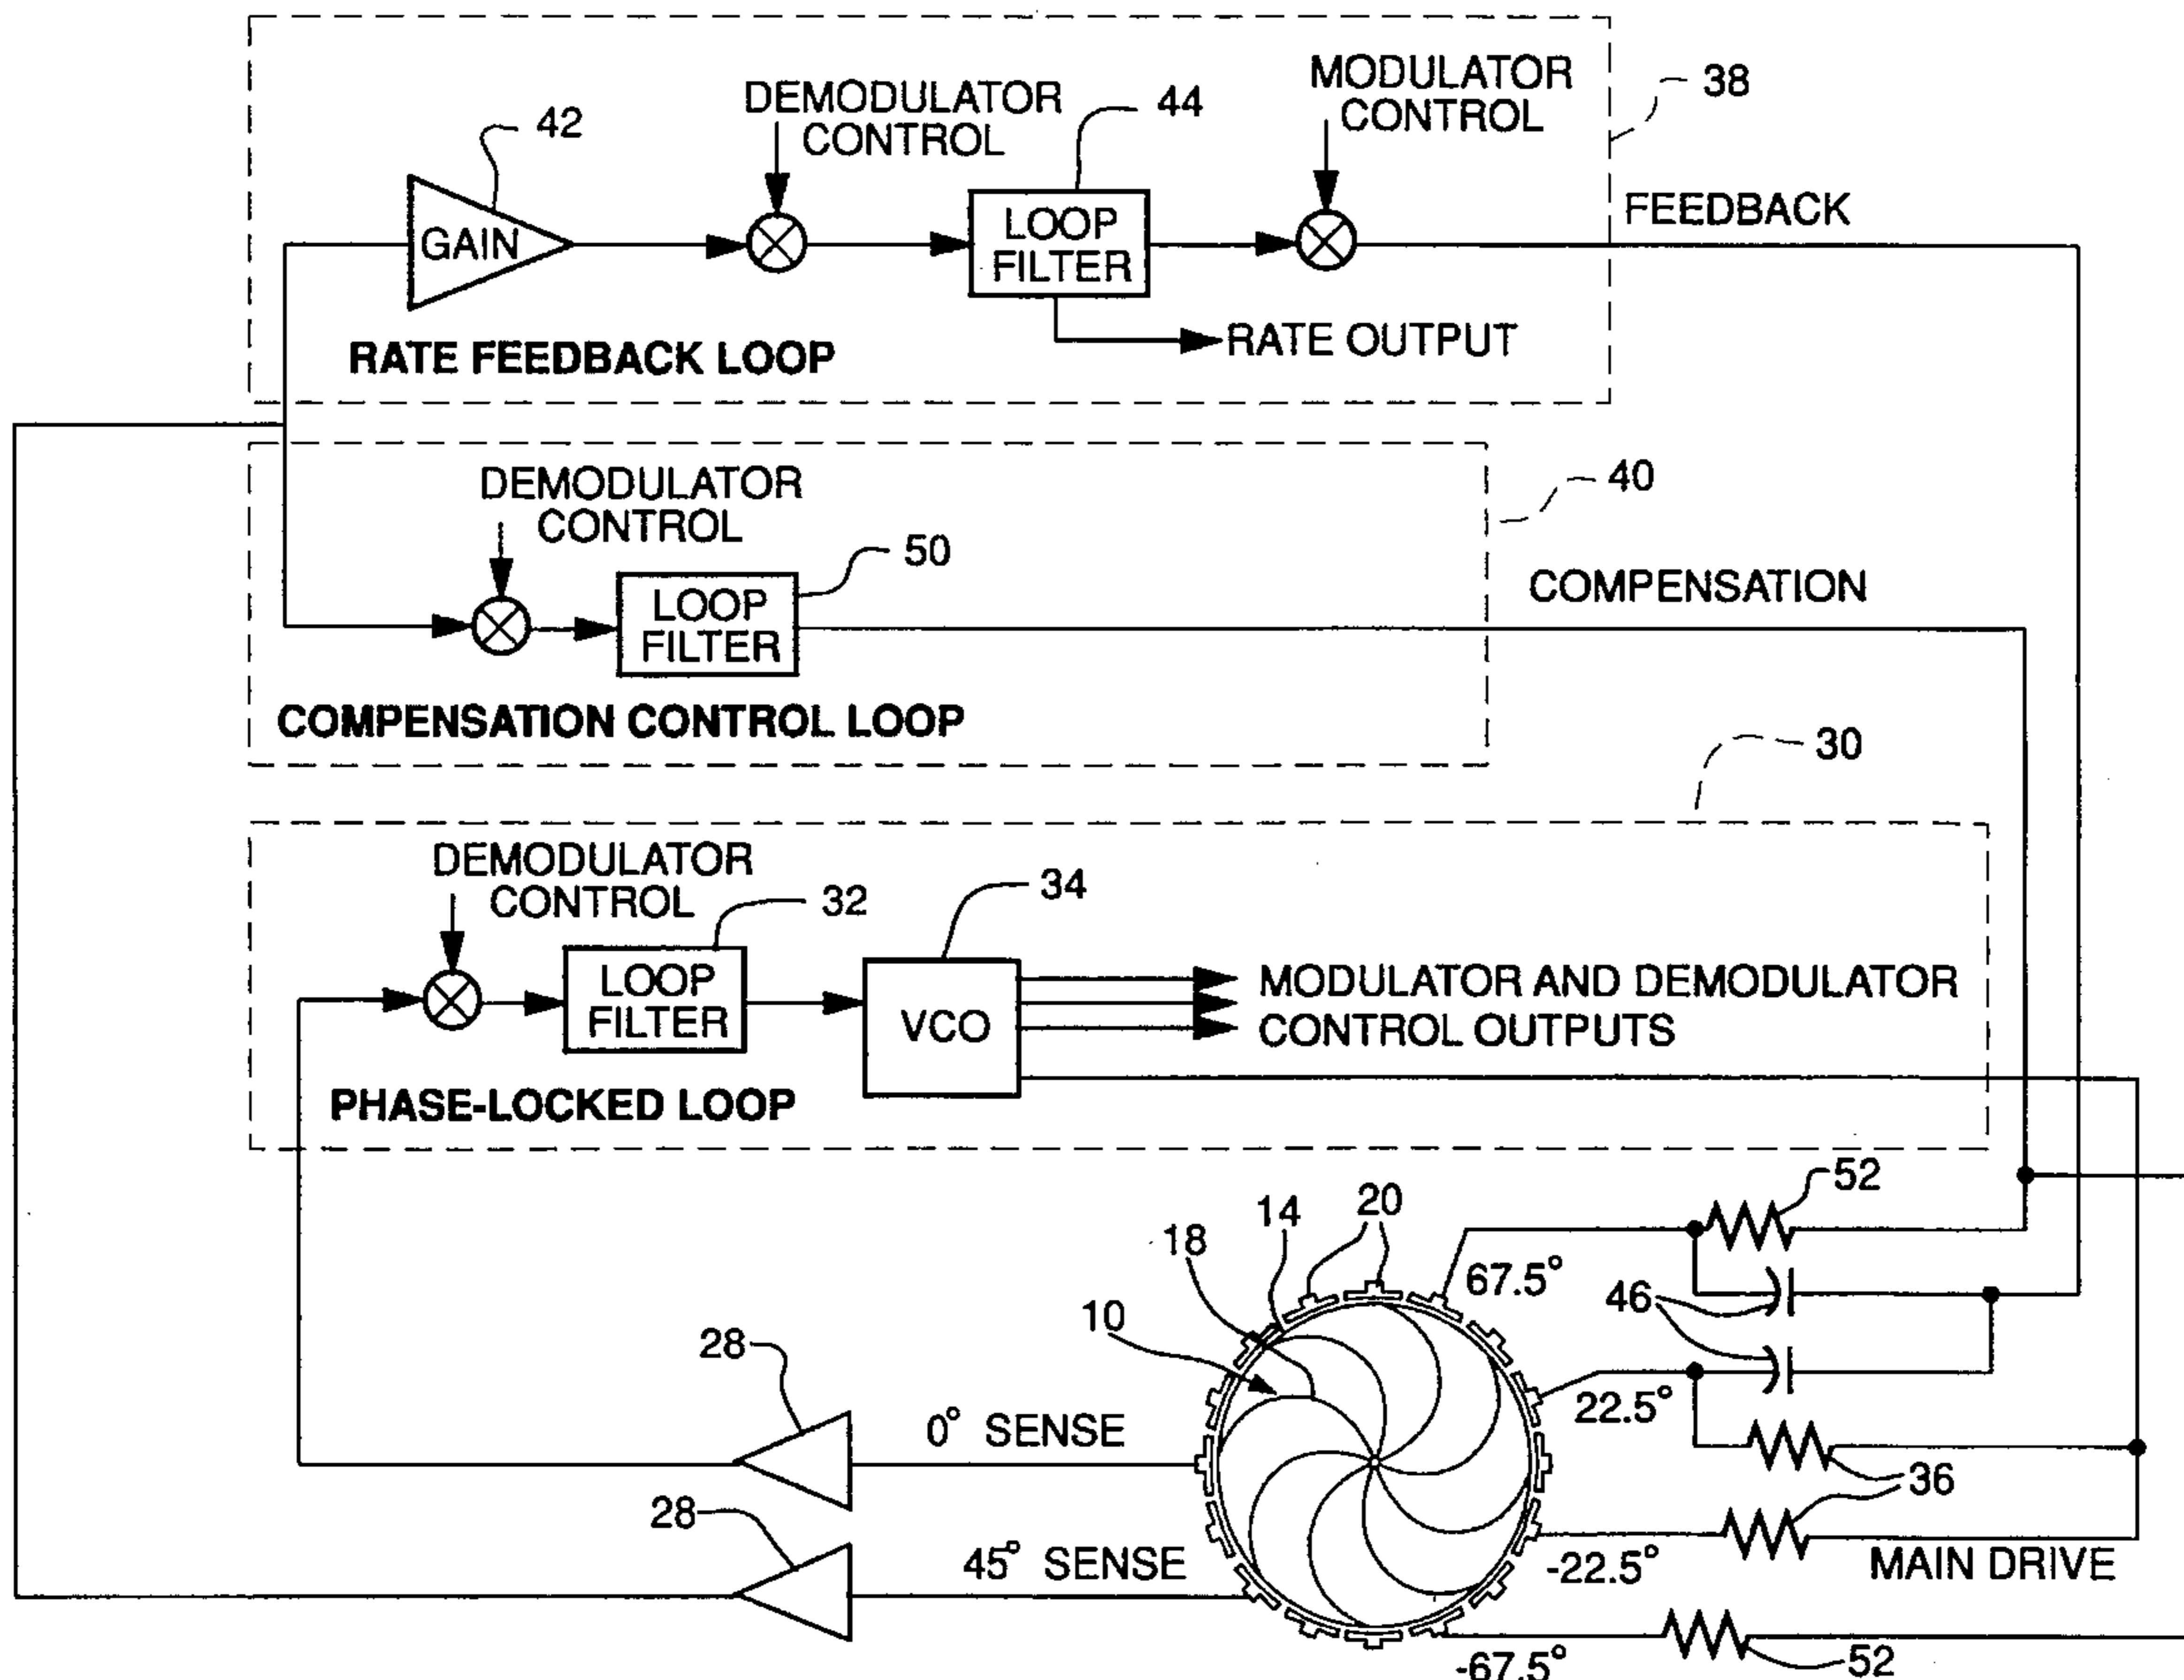 MODULATOR
CONTROL
38
DEMODULATOR
CONTROL
44
42
FEEDBACK
GAIN
LOOP
FILTER
RATE OUTPUT
RATE FEEDBACK LOOP
DEMODULATOR
CONTROL
40
50
LOOP
FILTER
COMPENSATION
COMPENSATION CONTROL LOOP
30
DEMODULATOR
CONTROL
32
34
LOOP
FILTER
VCO
MODULATOR AND DEMODULATOR
CONTROL OUTPUTS
PHASE-LOCKED LOOP
52
14
20
18
67.5°
46
10
28
22.5°
0° SENSE
36
28
45° SENSE
-22.5°
MAIN DRIVE
-67.5°
52